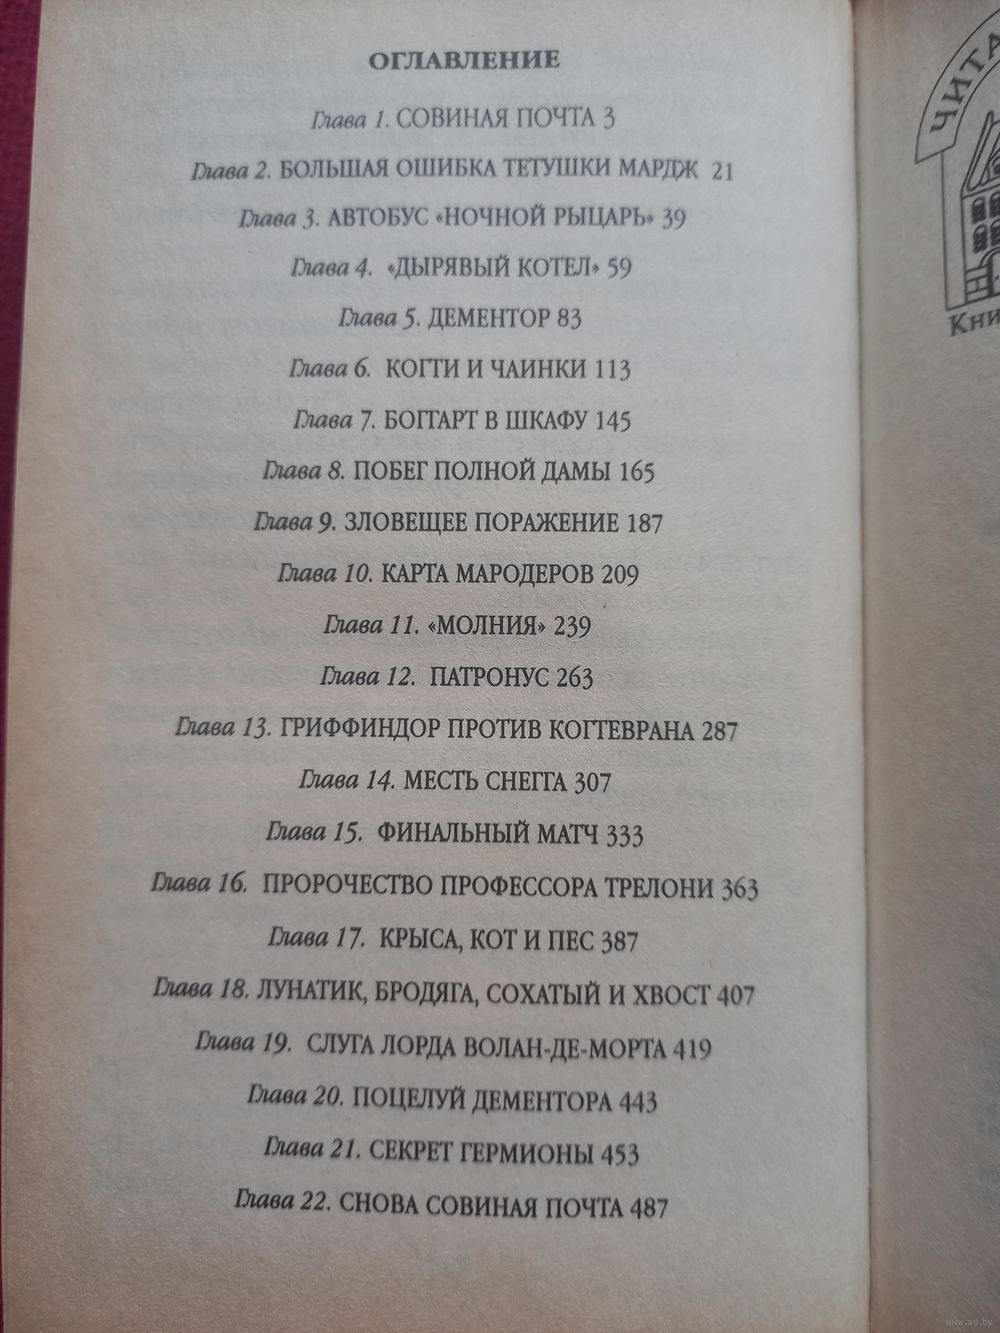 ОГЛАВЛЕНИЕ
Глава 1. СОВИНАЯ ПОЧТА 3
Глава 2. БОЛЬШАЯ ОШИБКА ТЕТУШКИ МАРДЖ 21
Глава 3. АВТОБУС «НОЧНОЙ РЫЦАРЬ» 39
Глава 4. «ДЫРЯВЫЙ КОТЕЛ» 59
Глава 5. ДЕМЕНТОР 83
Глава 6. КОГТИ И ЧАИНКИ 113
Глава 7. БОГГАРТ В ШКАФУ 145
Глава 8. ПОБЕГ ПОЛНОЙ ДАМЫ 165
Глава 9. ЗЛОВЕЩЕЕ ПОРАЖЕНИЕ 187
Глава 10. КАРТА МАРОДЕРОВ 209
Глава 11. «МОЛНИЯ» 239
Глава 12. ПАТРОНУС 263
Глава 13. ГРИФФИНДОР ПРОТИВ КОГТЕВРАНА 287
Глава 14. МЕСТЬ СНЕГГА 307
Глава 15. ФИНАЛЬНЫЙ МАТЧ 333
Глава 16. ПРОРОЧЕСТВО ПРОФЕССОРА ТРЕЛОНИ 363
Глава 17. КРЫСА, КОТ И ПЕС 387
Глава 18. ЛУНАТИК, БРОДЯГА, СОХАТЫЙ И ХВОСТ 407
Глава 19. СЛУГА ЛОРДА ВОЛАН-ДЕ-МОРТА 419
Глава 20. ПОЦЕЛУЙ ДЕМЕНТОРА 443
Глава 21. СЕКРЕТ ГЕРМИОНЫ 453
Глава 22. СНОВА СОВИНАЯ ПОЧТА 487
ЧИТА
Кни
www.ay.by